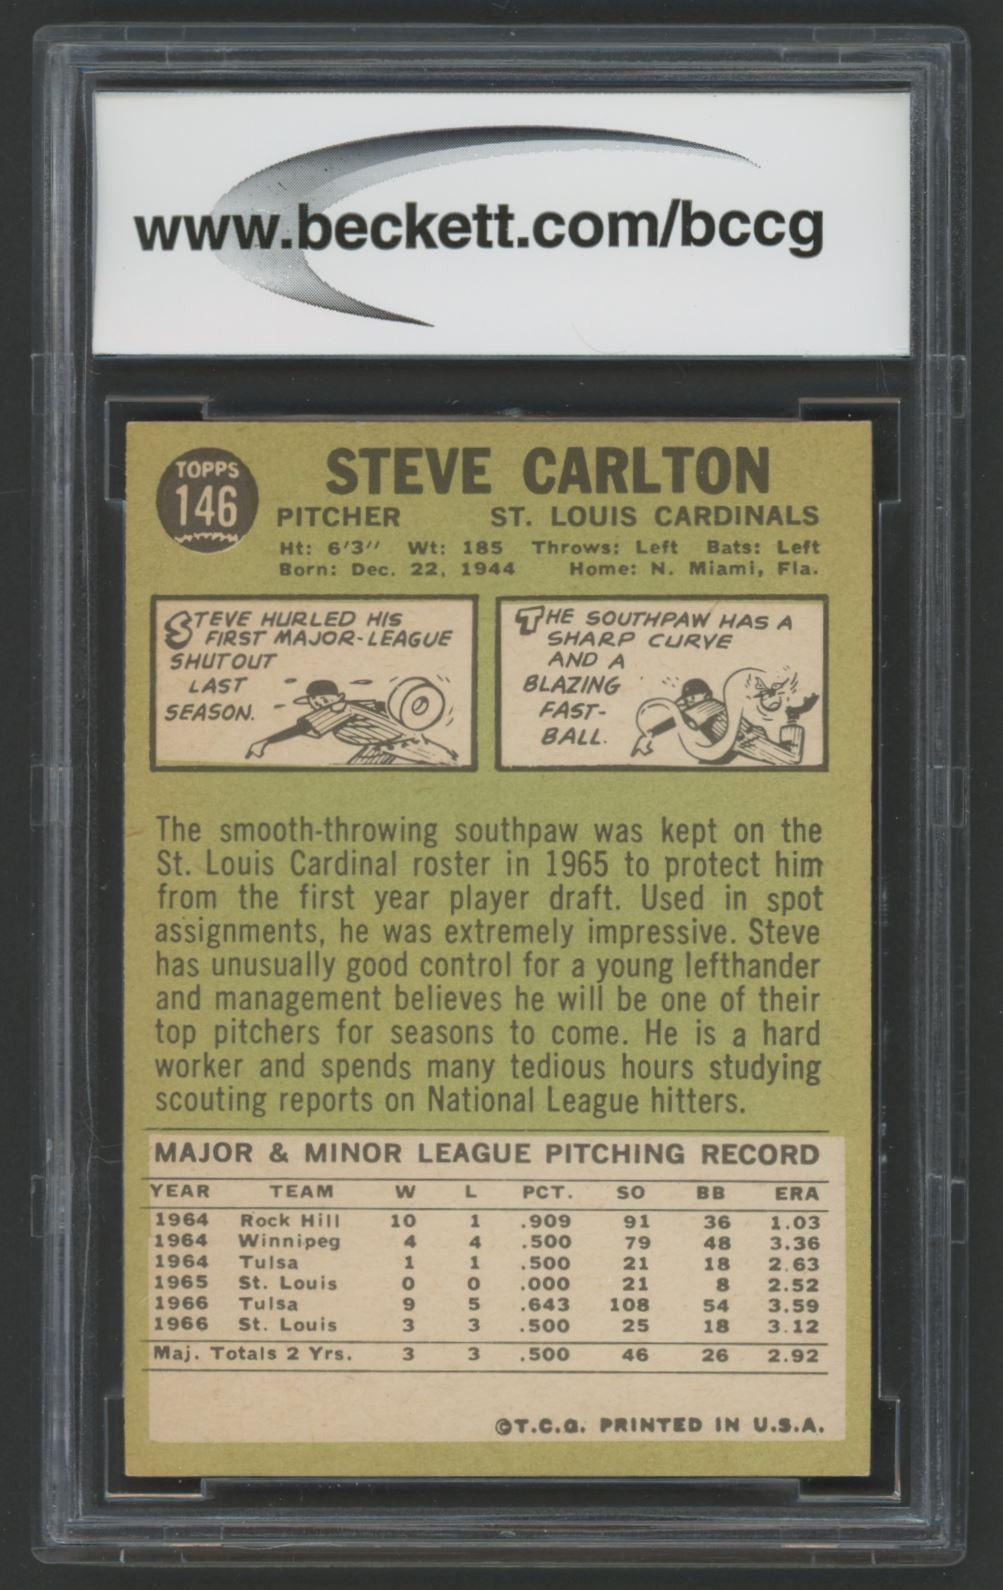 www.beckett.com/bccg
TOPPS
146
STEVE CARLTON
PITCHER ST. LOUIS CARDINALS
Ht: 6'3" Wt: 185 Throws: Left Bats: Left
Born: Dec. 22, 1944 Home: N. Miami, Fla.
STEVE HURLED HIS
FIRST MAJOR-LEAGUE
SHUTOUT
LAST
SEASON.
THE SOUTHPAW HAS A
SHARP CURVE
AND A
BLAZING
FAST-
BALL.
The smooth-throwing southpaw was kept on the
St. Louis Cardinal roster in 1965 to protect him
from the first year player draft. Used in spot
assignments, he was extremely impressive. Steve
has unusually good control for a young lefthander
and management believes he will be one of their
top pitchers for seasons to come. He is a hard
worker and spends many tedious hours studying
scouting reports on National League hitters.
MAJOR & MINOR LEAGUE PITCHING RECORD
YEAR TEAM W L PCT. SO BB ERA
1964 Rock Hill 10 1 .909 91 36 1.03
1964 Winnipeg 4 4 .500 79 48 3.36
1964 Tulsa 1 1 .500 21 18 2.63
1965 St. Louis 0 0 .000 21 8 2.52
1966 Tulsa 9 5 .643 108 54 3.59
1966 St. Louis 3 3 .500 25 18 3.12
Maj. Totals 2 Yrs. 3 3 .500 46 26 2.92
©T.C.G. PRINTED IN U.S.A.